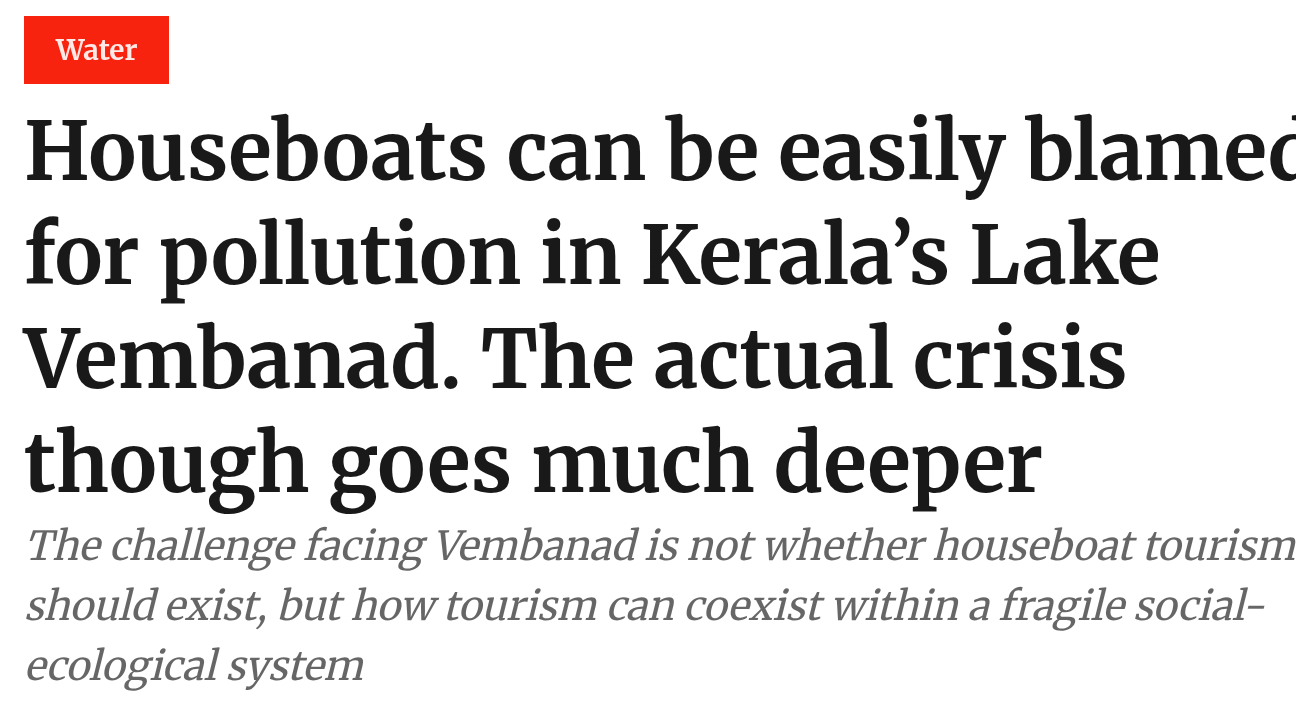 Water
Houseboats can be easily blamed
for pollution in Kerala’s Lake
Vembanad. The actual crisis
though goes much deeper
The challenge facing Vembanad is not whether houseboat tourism
should exist, but how tourism can coexist within a fragile social-
ecological system